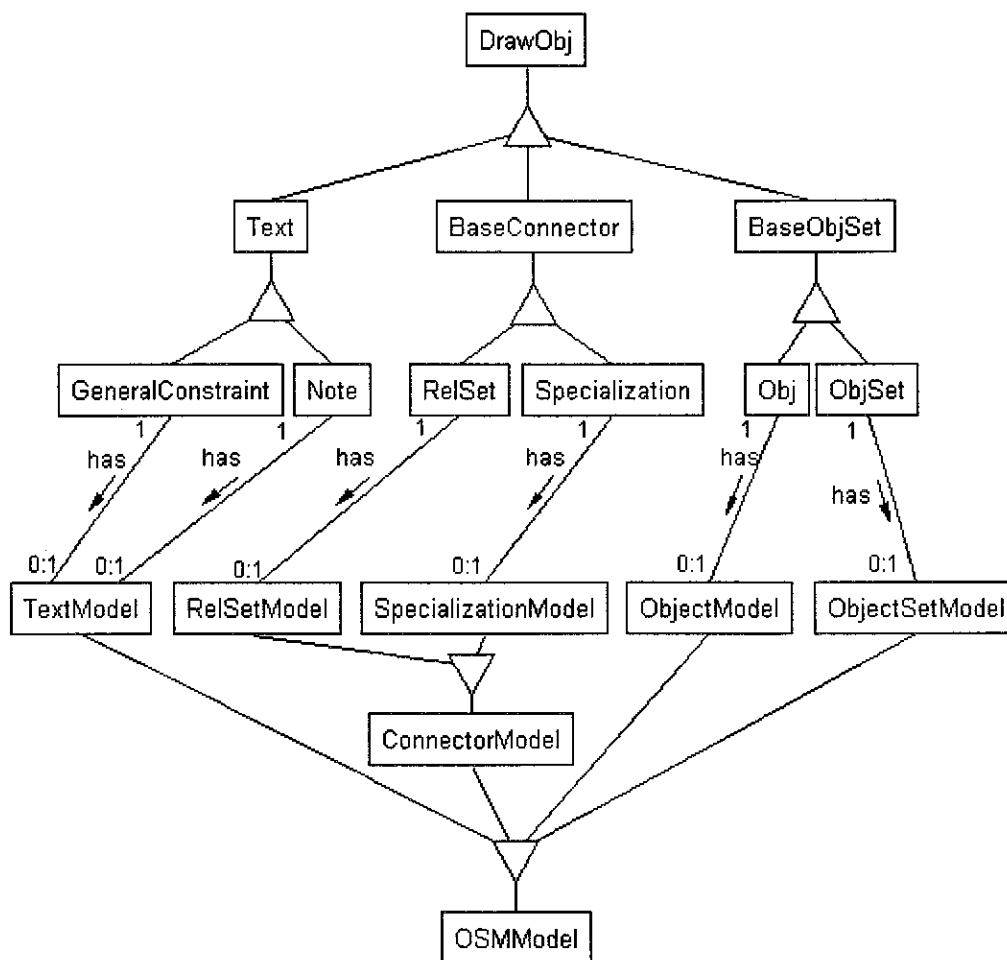 DrawObj
Text BaseConnector BaseObjSet
GeneralConstraint Note RelSet Specialization Obj ObjSet
1 1 1 1 1 1
has has has has has has
0:1 0:1 0:1 0:1 0:1 0:1
TextModel RelSetModel SpecializationModel ObjectModel ObjectSetModel
ConnectorModel
OSMModel